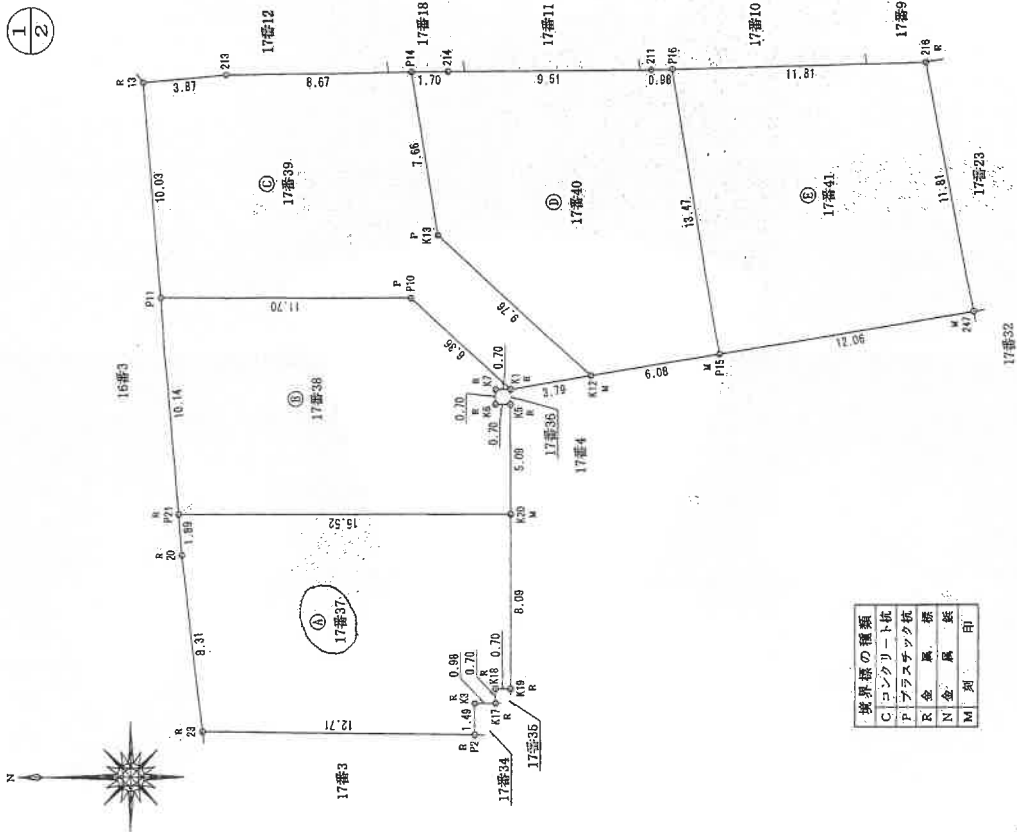 1
2
N
16番3
17番12
17番18
17番11
17番10
17番9
17番3
17番4
17番23
17番32
17番34
17番35
17番36
Ⓐ
17番37
Ⓑ
17番38
Ⓒ
17番39
Ⓓ
17番40
Ⓔ
17番41
R
23
8.31
R
20
1.89
P21
10.14
P11
10.03
R
13
3.87
213
8.67
P14
1.70
214
9.51
211
0.98
P16
11.81
216
R
11.81
M
247
12.06
M
P15
13.47
6.08
K12
M
9.76
P
K13
7.66
11.70
P
P10
6.36
0.70
R
K7
K1
R
0.70
R
K6
0.70
K5
R
5.09
K20
M
16.52
8.09
K19
R
0.70
R
K18
0.70
0.98
R
K3
K17
R
1.49
R
P2
12.71
境界標の種類
C コンクリート杭
P プラスチック杭
R 金属標
N 金属鋲
M 刻印